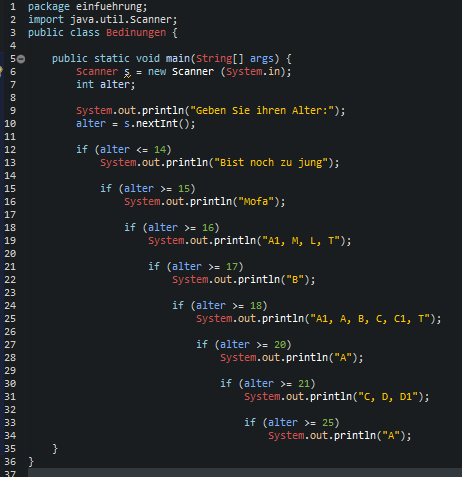 1 package einfuehrung;
2 import java.util.Scanner;
3 public class Bedinungen {
4
5     public static void main(String[] args) {
6         Scanner s = new Scanner (System.in);
7         int alter;
8
9         System.out.println("Geben Sie ihren Alter:");
10         alter = s.nextInt();
11
12         if (alter <= 14)
13             System.out.println("Bist noch zu jung");
14
15             if (alter >= 15)
16                 System.out.println("Mofa");
17
18                 if (alter >= 16)
19                     System.out.println("A1, M, L, T");
20
21                     if (alter >= 17)
22                         System.out.println("B");
23
24                         if (alter >= 18)
25                             System.out.println("A1, A, B, C, C1, T");
26
27                             if (alter >= 20)
28                                 System.out.println("A");
29
30                                 if (alter >= 21)
31                                     System.out.println("C, D, D1");
32
33                                     if (alter >= 25)
34                                         System.out.println("A");
35     }
36 }
37